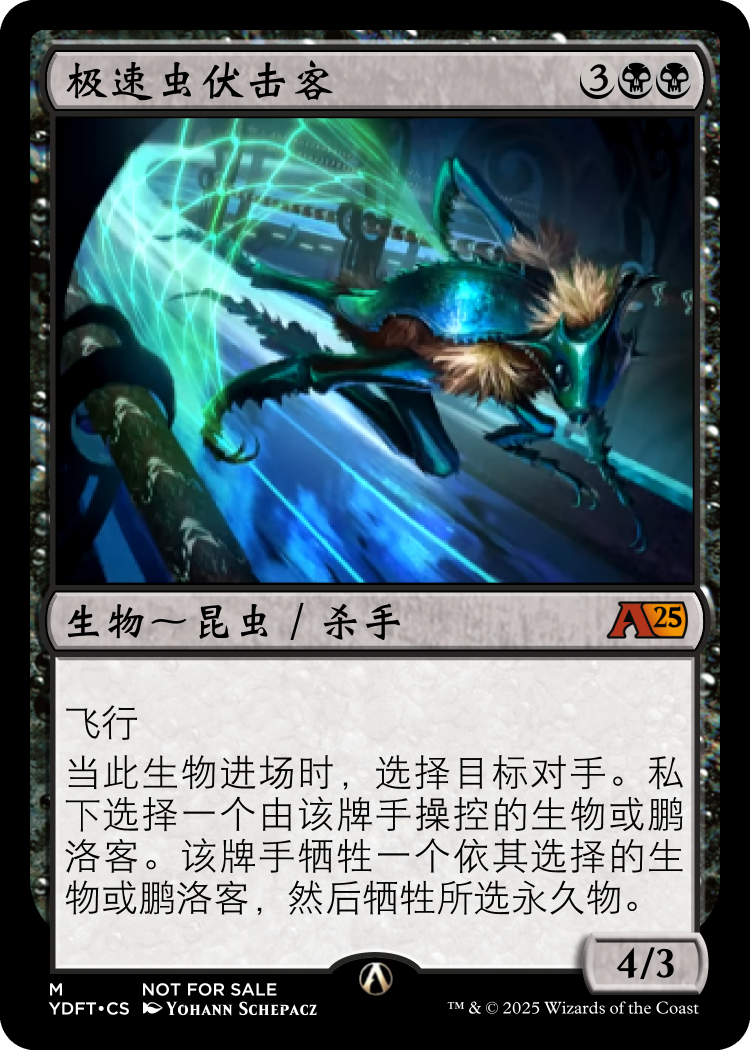 极速虫伏击客 3
生物～昆虫 / 杀手 A25
飞行
当此生物进场时，选择目标对手。私
下选择一个由该牌手操控的生物或鹏
洛客。该牌手牺牲一个依其选择的生
物或鹏洛客，然后牺牲所选永久物。
4/3
M NOT FOR SALE
YDFT•CS YOHANN SCHEPACZ
™ & © 2025 Wizards of the Coast